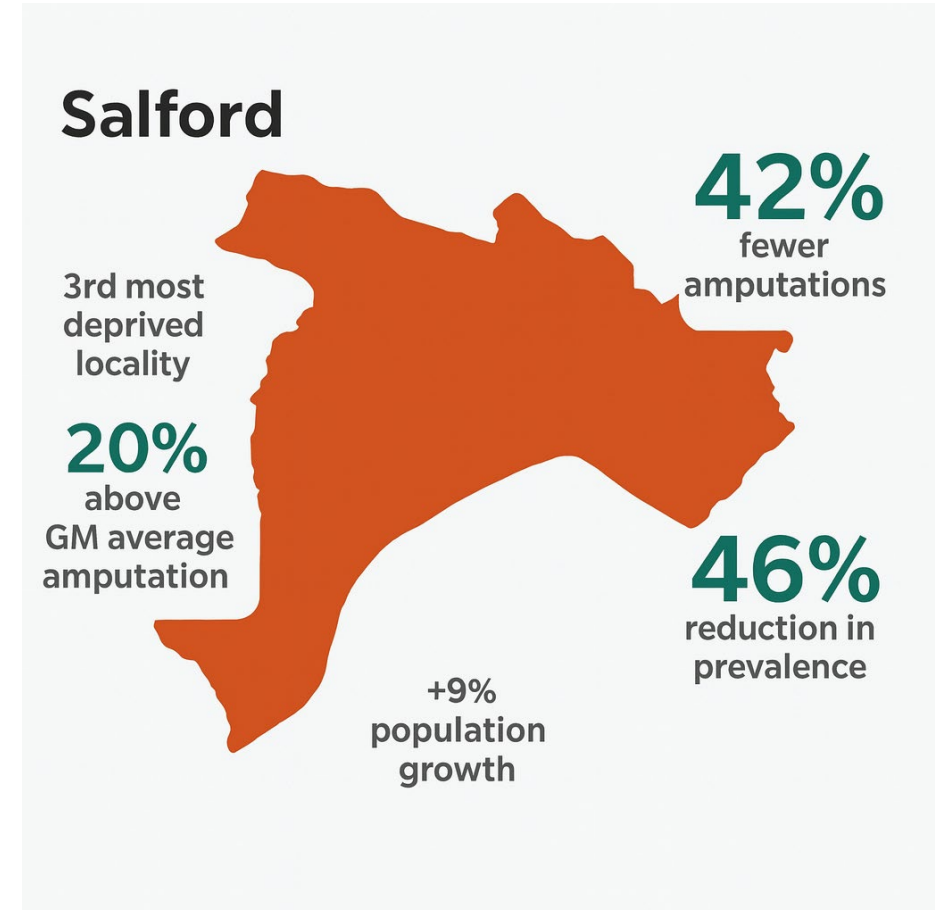 Salford
42%
fewer
amputations
3rd most
deprived
locality
20%
above
GM average
amputation
46%
reduction in
prevalence
+9%
population
growth